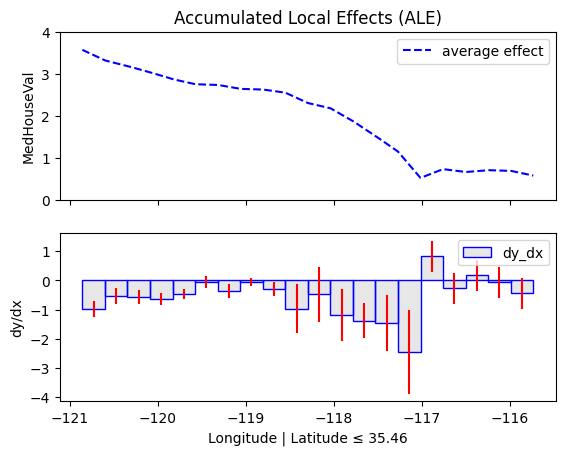 Accumulated Local Effects (ALE)
4
3
2
1
0
MedHouseVal
average effect
1
0
−1
−2
−3
−4
dy/dx
dy_dx
−121 −120 −119 −118 −117 −116
Longitude | Latitude ≤ 35.46